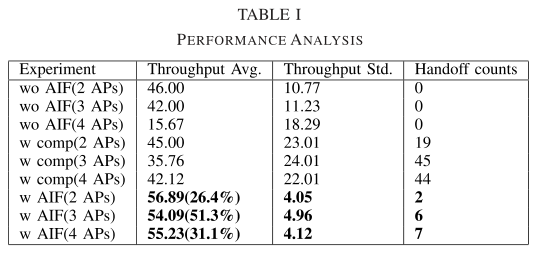 TABLE I
PERFORMANCE ANALYSIS
Experiment Throughput Avg. Throughput Std. Handoff counts
wo AIF(2 APs) 46.00 10.77 0
wo AIF(3 APs) 42.00 11.23 0
wo AIF(4 APs) 15.67 18.29 0
w comp(2 APs) 45.00 23.01 19
w comp(3 APs) 35.76 24.01 45
w comp(4 APs) 42.12 22.01 44
w AIF(2 APs) 56.89(26.4%) 4.05 2
w AIF(3 APs) 54.09(51.3%) 4.96 6
w AIF(4 APs) 55.23(31.1%) 4.12 7